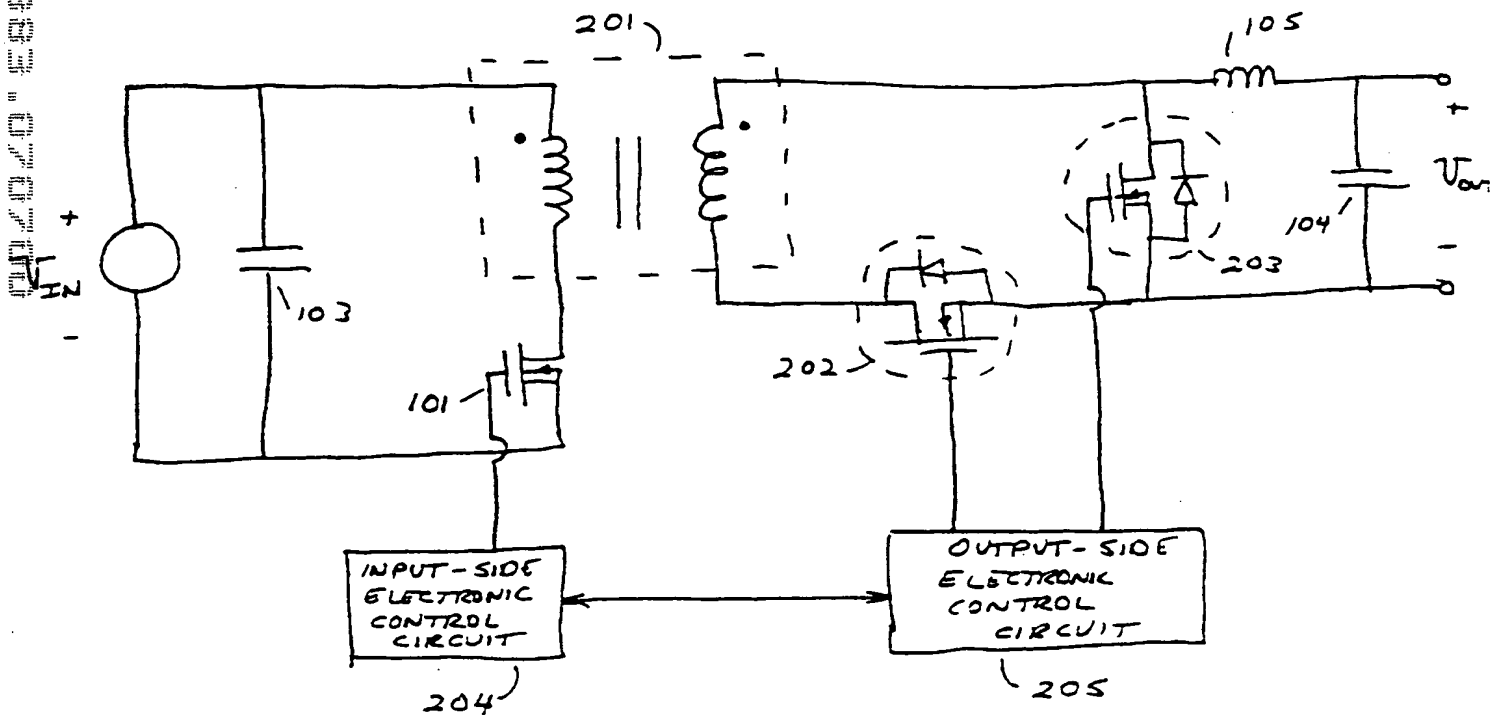 201
105
+
V_IN
-
103
101
202
203
104
+
V_OUT
-
INPUT-SIDE
ELECTRONIC
CONTROL
CIRCUIT
204
OUTPUT-SIDE
ELECTRONIC
CONTROL
CIRCUIT
205